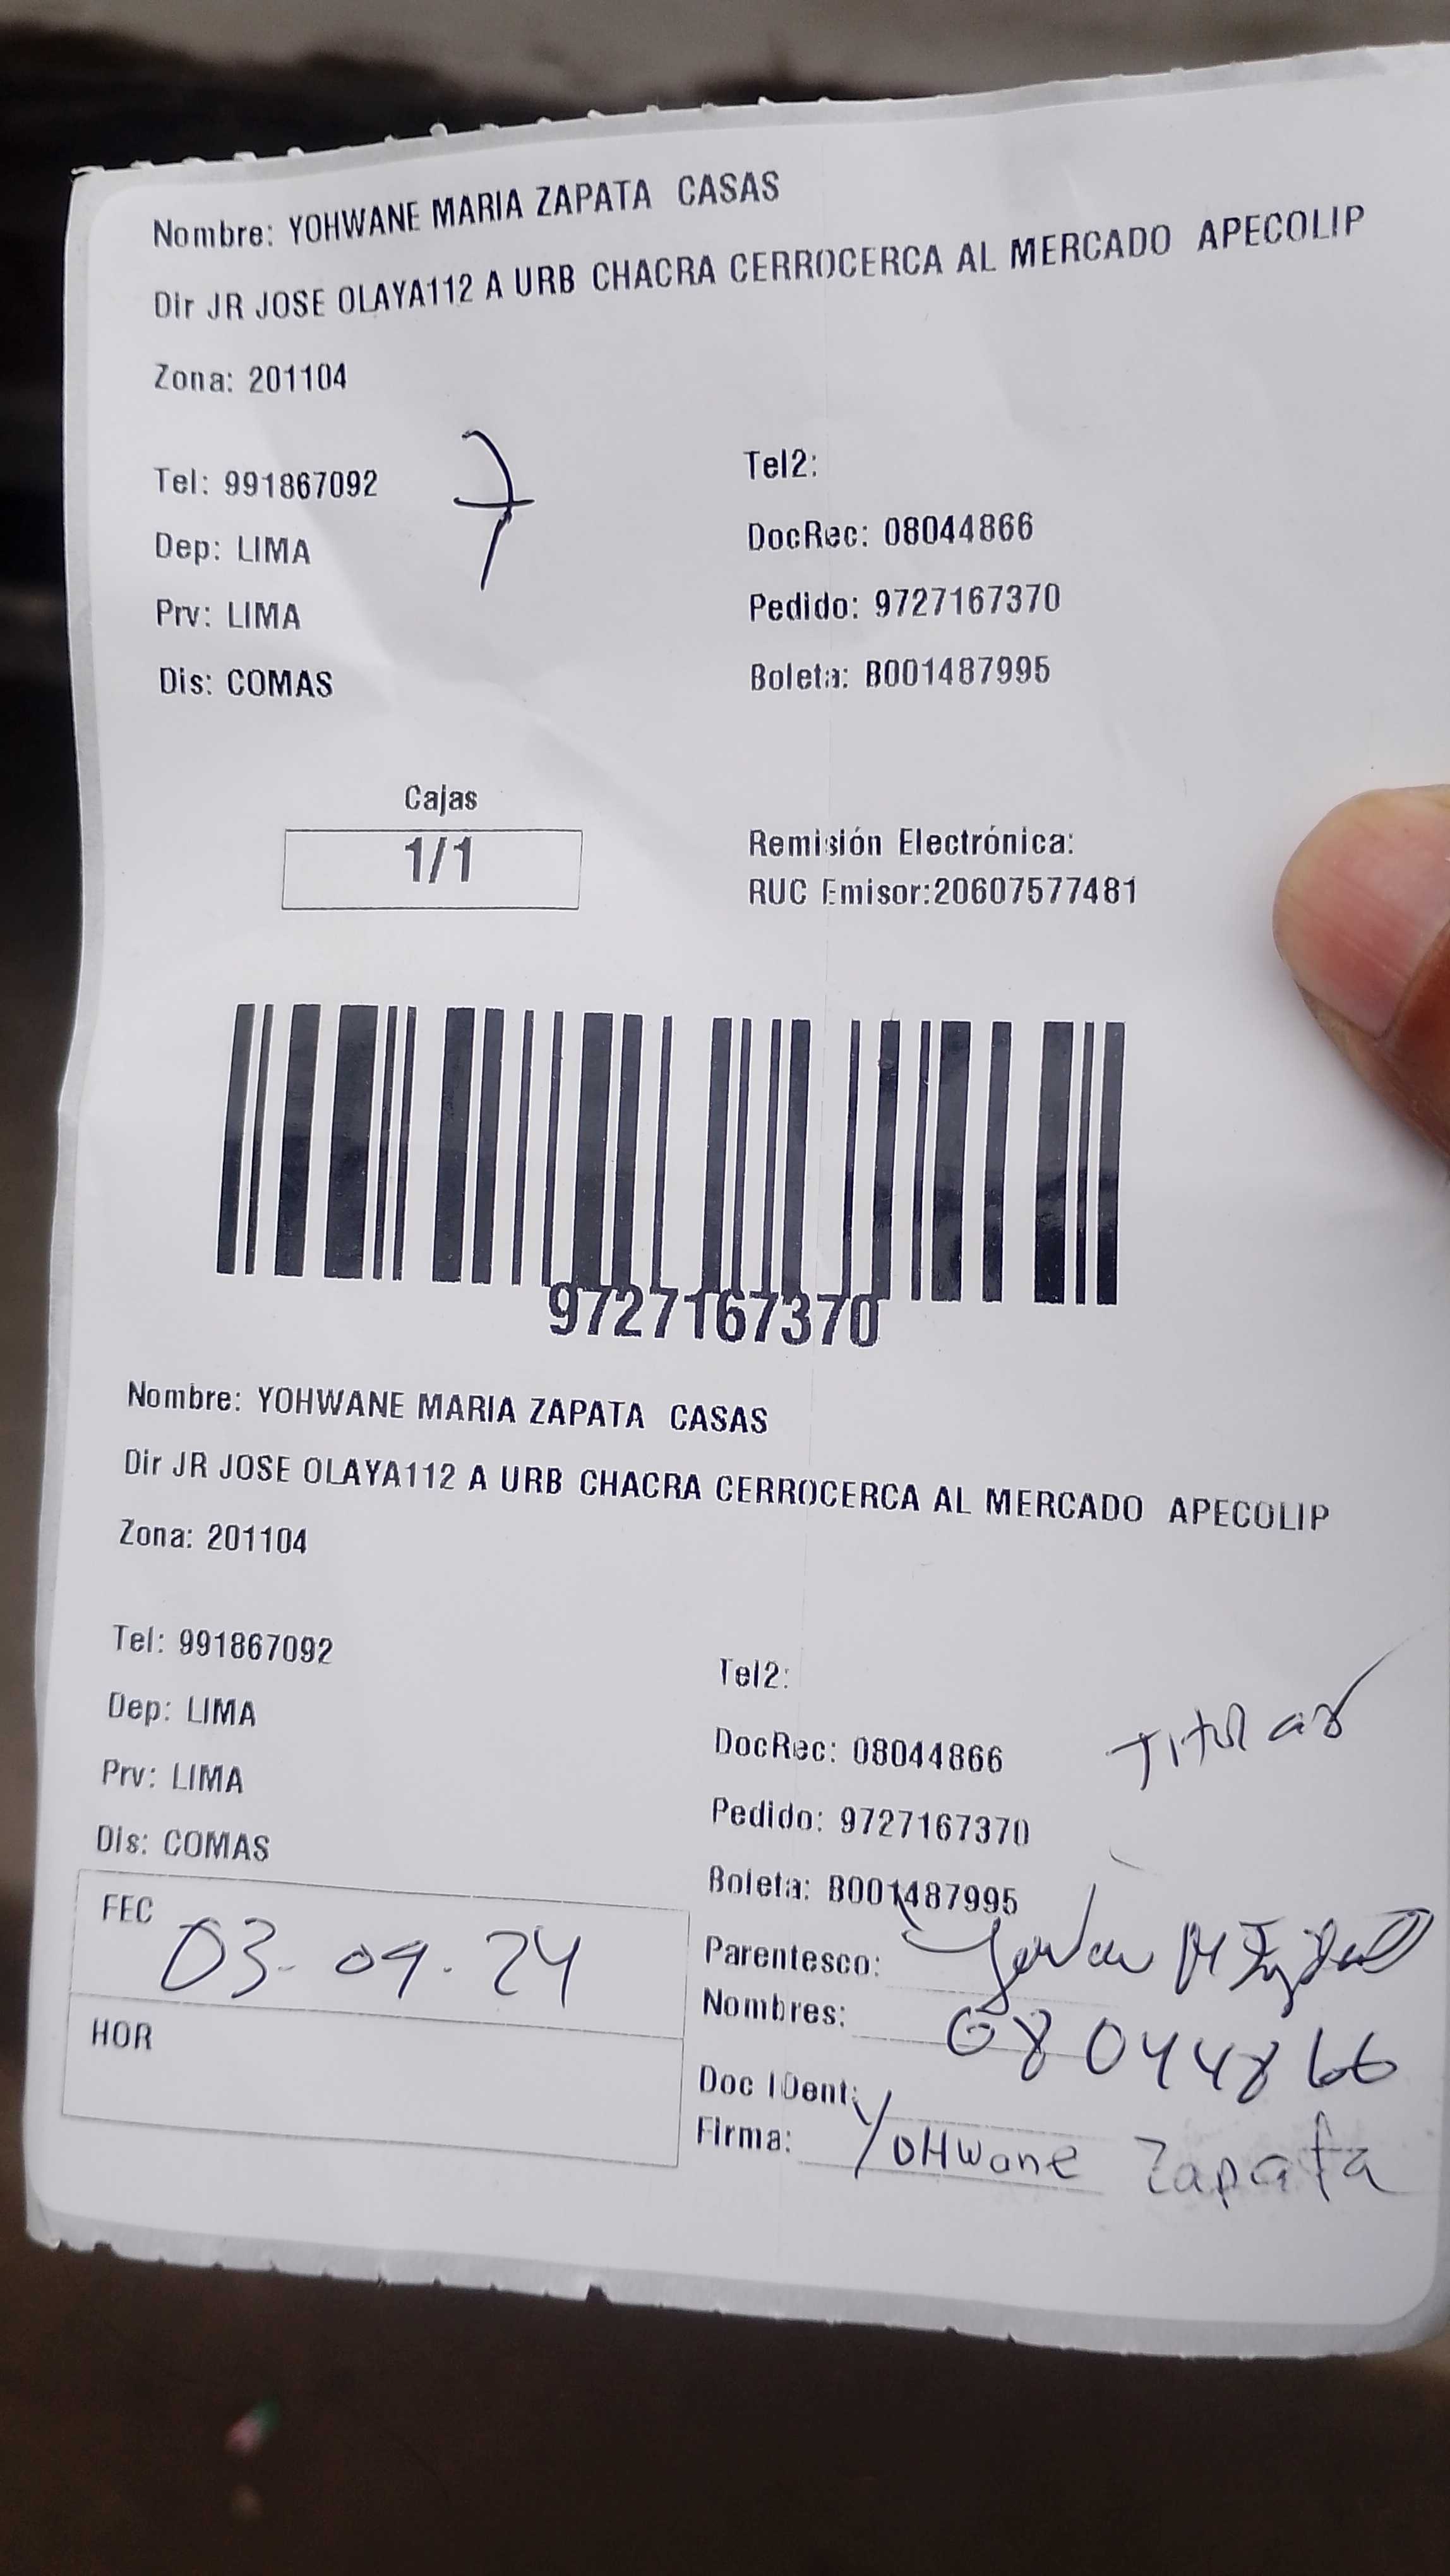 Nombre: YOHWANE MARIA ZAPATA CASAS
Dir JR JOSE OLAYA112 A URB CHACRA CERROCERCA AL MERCADO APECOLIP
Zona: 201104
Tel: 991867092
7
Tel2:
Dep: LIMA
DocRec: 08044866
Prv: LIMA
Pedido: 9727167370
Dis: COMAS
Boleta: B001487995
Cajas
1/1
Remisión Electrónica:
RUC Emisor:20607577481
9727167370
Nombre: YOHWANE MARIA ZAPATA CASAS
Dir JR JOSE OLAYA112 A URB CHACRA CERROCERCA AL MERCADO APECOLIP
Zona: 201104
Tel: 991867092
Tel2:
Dep: LIMA
DocRec: 08044866
Titular
Prv: LIMA
Pedido: 9727167370
Dis: COMAS
Boleta: B001487995
FEC 03-09-24
HOR
Parentesco:
Nombres: 08044866
Doc IDent:
Firma: YoHwane Zapata